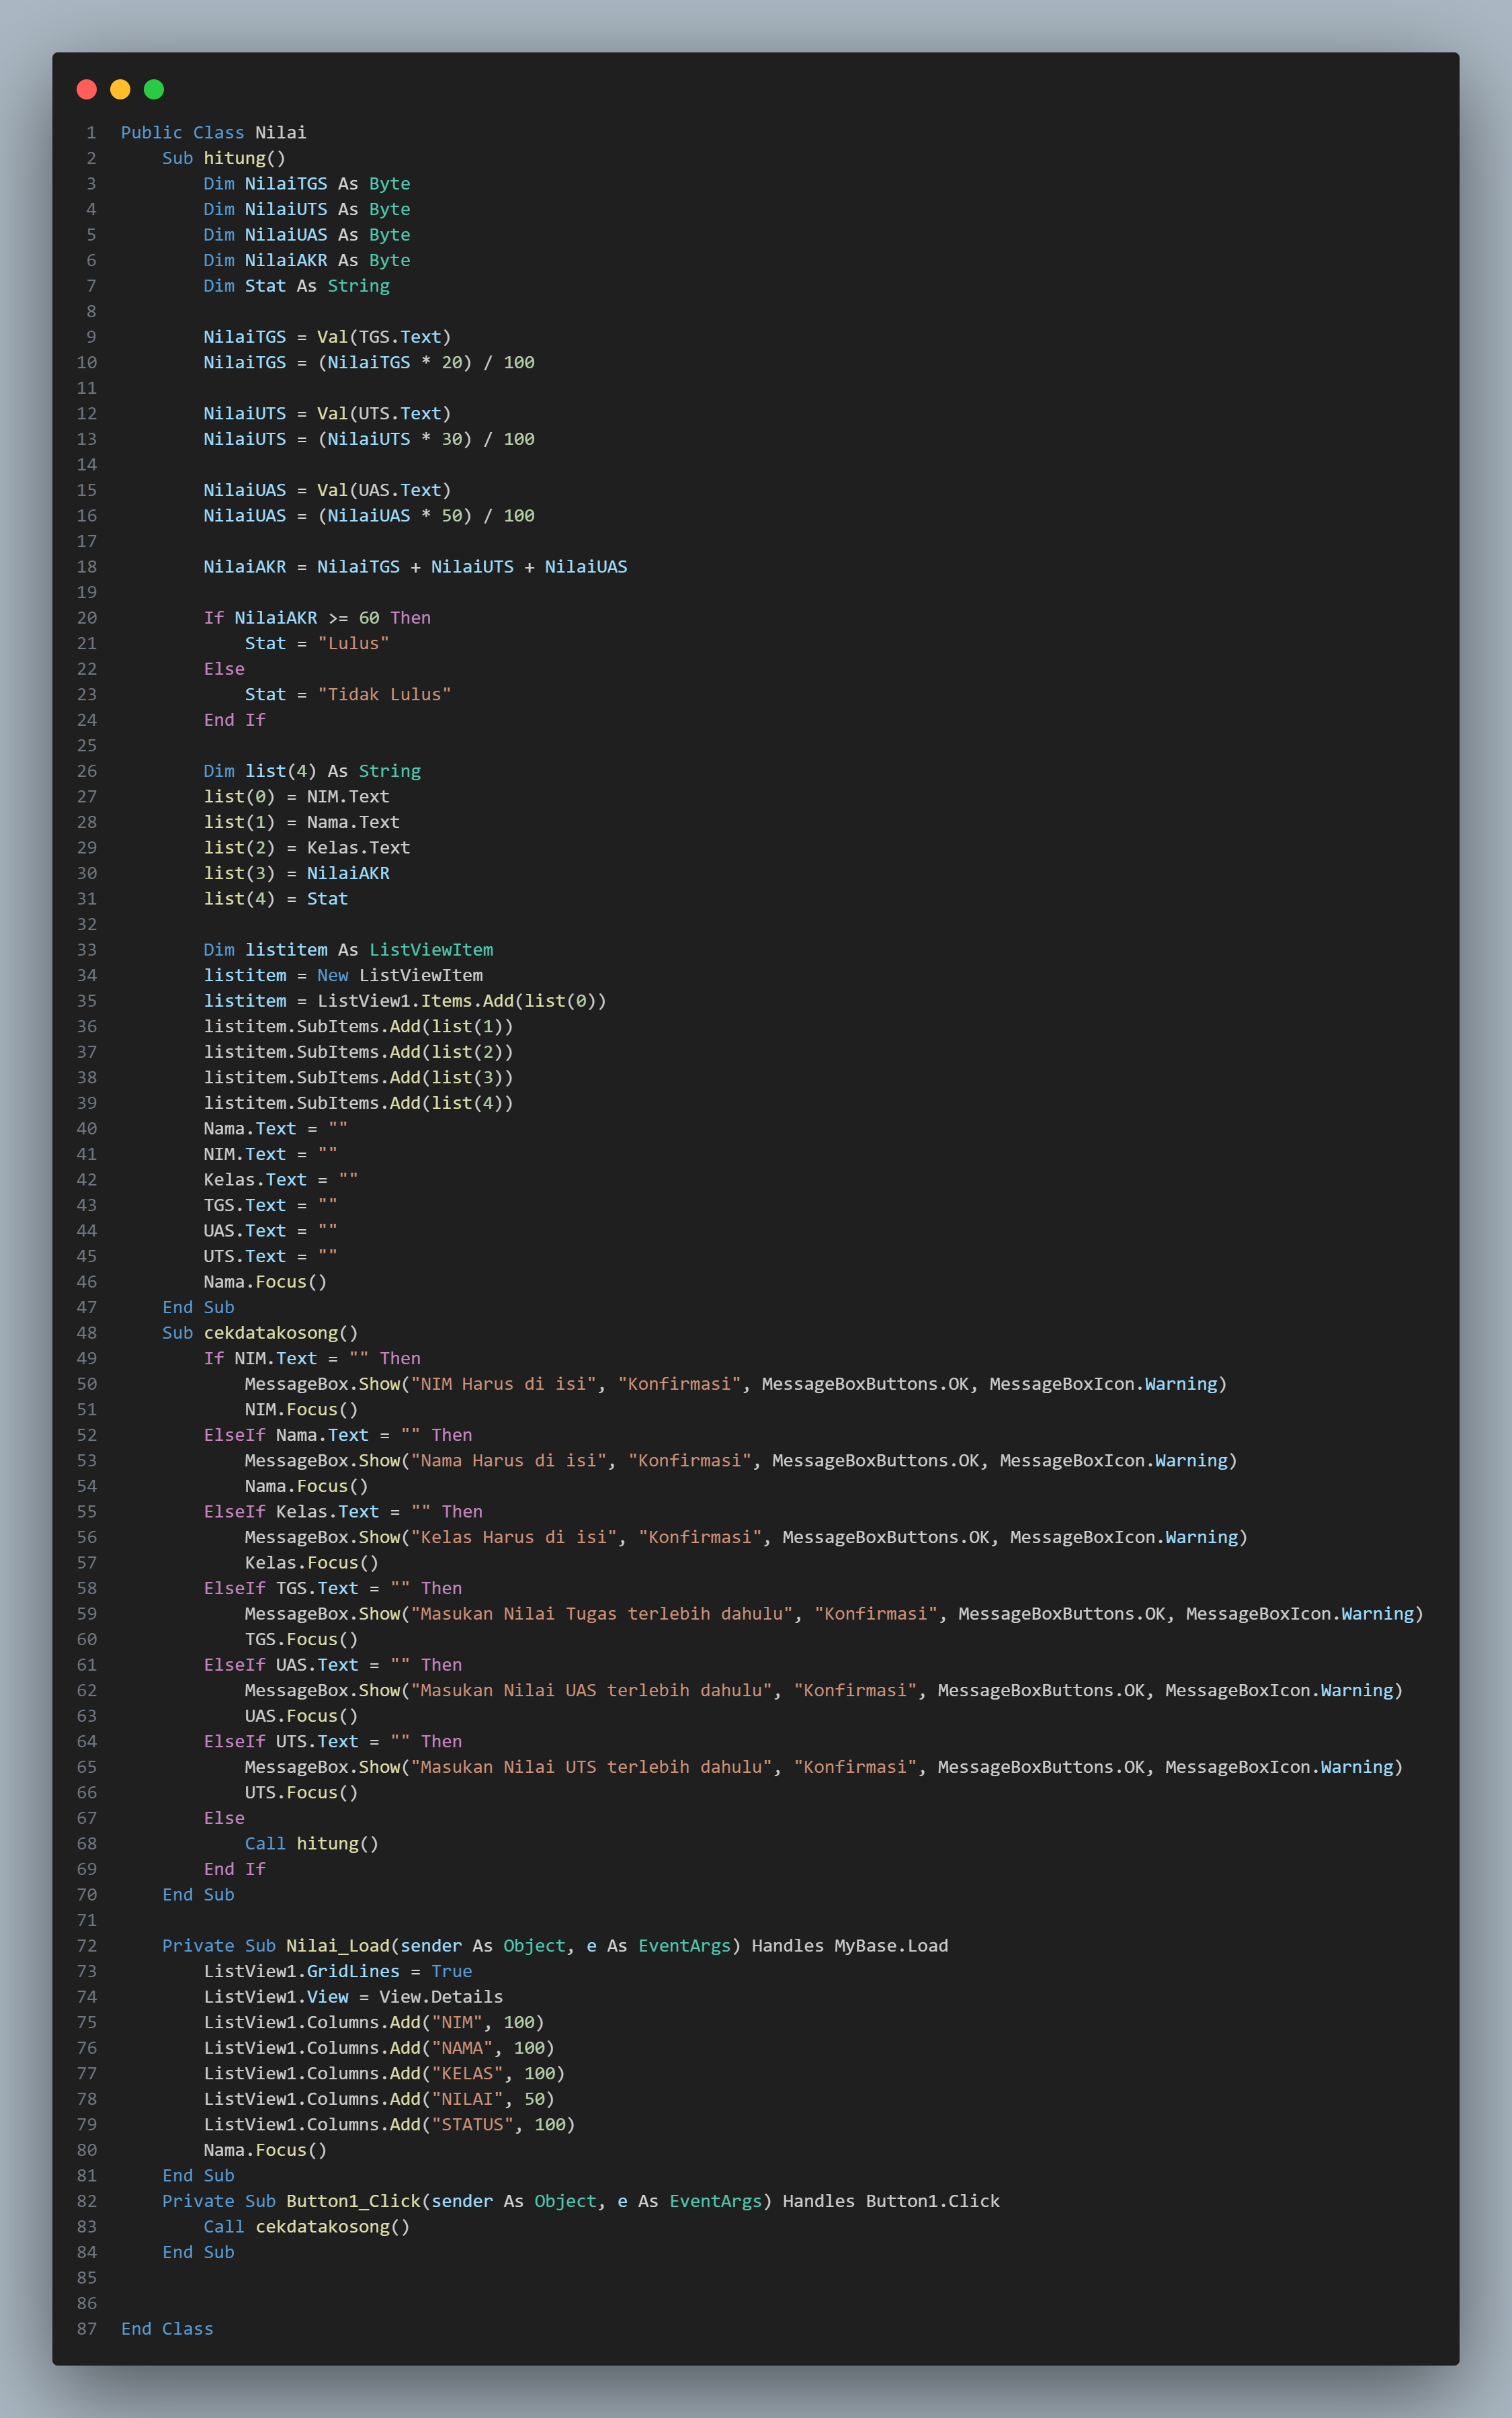 1 Public Class Nilai
2     Sub hitung()
3         Dim NilaiTGS As Byte
4         Dim NilaiUTS As Byte
5         Dim NilaiUAS As Byte
6         Dim NilaiAKR As Byte
7         Dim Stat As String
8
9         NilaiTGS = Val(TGS.Text)
10         NilaiTGS = (NilaiTGS * 20) / 100
11
12         NilaiUTS = Val(UTS.Text)
13         NilaiUTS = (NilaiUTS * 30) / 100
14
15         NilaiUAS = Val(UAS.Text)
16         NilaiUAS = (NilaiUAS * 50) / 100
17
18         NilaiAKR = NilaiTGS + NilaiUTS + NilaiUAS
19
20         If NilaiAKR >= 60 Then
21             Stat = "Lulus"
22         Else
23             Stat = "Tidak Lulus"
24         End If
25
26         Dim list(4) As String
27         list(0) = NIM.Text
28         list(1) = Nama.Text
29         list(2) = Kelas.Text
30         list(3) = NilaiAKR
31         list(4) = Stat
32
33         Dim listitem As ListViewItem
34         listitem = New ListViewItem
35         listitem = ListView1.Items.Add(list(0))
36         listitem.SubItems.Add(list(1))
37         listitem.SubItems.Add(list(2))
38         listitem.SubItems.Add(list(3))
39         listitem.SubItems.Add(list(4))
40         Nama.Text = ""
41         NIM.Text = ""
42         Kelas.Text = ""
43         TGS.Text = ""
44         UAS.Text = ""
45         UTS.Text = ""
46         Nama.Focus()
47     End Sub
48     Sub cekdatakosong()
49         If NIM.Text = "" Then
50             MessageBox.Show("NIM Harus di isi", "Konfirmasi", MessageBoxButtons.OK, MessageBoxIcon.Warning)
51             NIM.Focus()
52         ElseIf Nama.Text = "" Then
53             MessageBox.Show("Nama Harus di isi", "Konfirmasi", MessageBoxButtons.OK, MessageBoxIcon.Warning)
54             Nama.Focus()
55         ElseIf Kelas.Text = "" Then
56             MessageBox.Show("Kelas Harus di isi", "Konfirmasi", MessageBoxButtons.OK, MessageBoxIcon.Warning)
57             Kelas.Focus()
58         ElseIf TGS.Text = "" Then
59             MessageBox.Show("Masukan Nilai Tugas terlebih dahulu", "Konfirmasi", MessageBoxButtons.OK, MessageBoxIcon.Warning)
60             TGS.Focus()
61         ElseIf UAS.Text = "" Then
62             MessageBox.Show("Masukan Nilai UAS terlebih dahulu", "Konfirmasi", MessageBoxButtons.OK, MessageBoxIcon.Warning)
63             UAS.Focus()
64         ElseIf UTS.Text = "" Then
65             MessageBox.Show("Masukan Nilai UTS terlebih dahulu", "Konfirmasi", MessageBoxButtons.OK, MessageBoxIcon.Warning)
66             UTS.Focus()
67         Else
68             Call hitung()
69         End If
70     End Sub
71
72     Private Sub Nilai_Load(sender As Object, e As EventArgs) Handles MyBase.Load
73         ListView1.GridLines = True
74         ListView1.View = View.Details
75         ListView1.Columns.Add("NIM", 100)
76         ListView1.Columns.Add("NAMA", 100)
77         ListView1.Columns.Add("KELAS", 100)
78         ListView1.Columns.Add("NILAI", 50)
79         ListView1.Columns.Add("STATUS", 100)
80         Nama.Focus()
81     End Sub
82     Private Sub Button1_Click(sender As Object, e As EventArgs) Handles Button1.Click
83         Call cekdatakosong()
84     End Sub
85
86
87 End Class